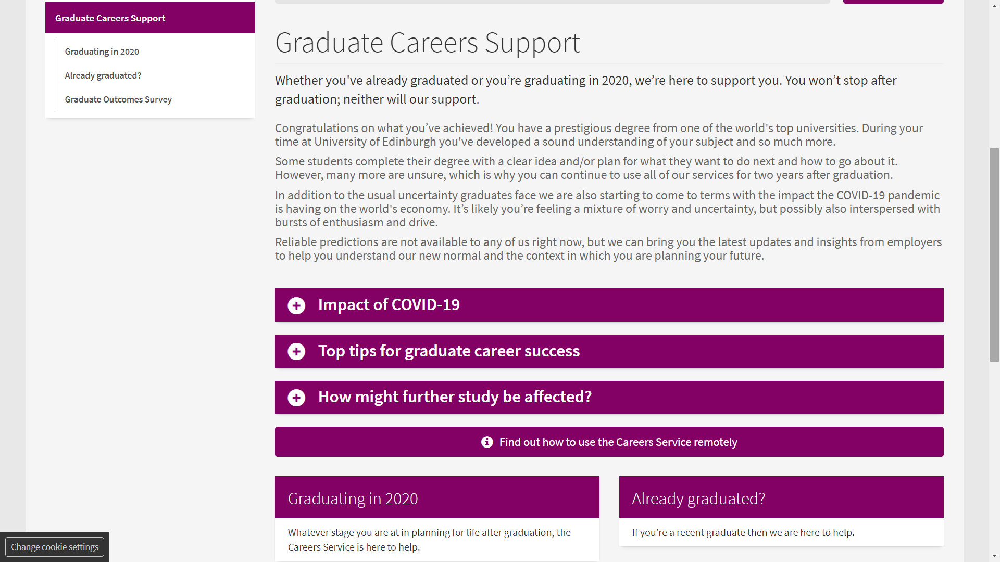 Graduate Careers Support
Graduating in 2020
Already graduated?
Graduate Outcomes Survey
Graduate Careers Support
Whether you've already graduated or you’re graduating in 2020, we’re here to support you. You won’t stop after
graduation; neither will our support.
Congratulations on what you’ve achieved! You have a prestigious degree from one of the world's top universities. During your
time at University of Edinburgh you've developed a sound understanding of your subject and so much more.
Some students complete their degree with a clear idea and/or plan for what they want to do next and how to go about it.
However, many more are unsure, which is why you can continue to use all of our services for two years after graduation.
In addition to the usual uncertainty graduates face we are also starting to come to terms with the impact the COVID-19 pandemic
is having on the world's economy. It’s likely you’re feeling a mixture of worry and uncertainty, but possibly also interspersed with
bursts of enthusiasm and drive.
Reliable predictions are not available to any of us right now, but we can bring you the latest updates and insights from employers
to help you understand our new normal and the context in which you are planning your future.
Impact of COVID-19
Top tips for graduate career success
How might further study be affected?
Find out how to use the Careers Service remotely
Graduating in 2020
Whatever stage you are at in planning for life after graduation, the
Careers Service is here to help.
Already graduated?
If you’re a recent graduate then we are here to help.
Change cookie settings